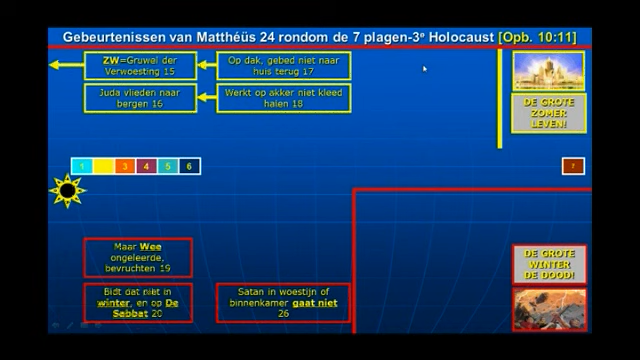 Gebeurtenissen van Matthéüs 24 rondom de 7 plagen-3e Holocaust [Opb. 10:11]
ZW=Gruwel der
Verwoesting 15
Op dak, gebed niet naar
huis terug 17
Juda vlieden naar
bergen 16
Werkt op akker niet kleed
halen 18
DE GROTE
ZOMER
LEVEN!
1 3 4 5 6 7
Maar Wee
ongeleerde,
bevruchten 19
Bidt dat niet in
winter, en op De
Sabbat 20
Satan in woestijn of
binnenkamer gaat niet
26
DE GROTE
WINTER
DE DOOD!